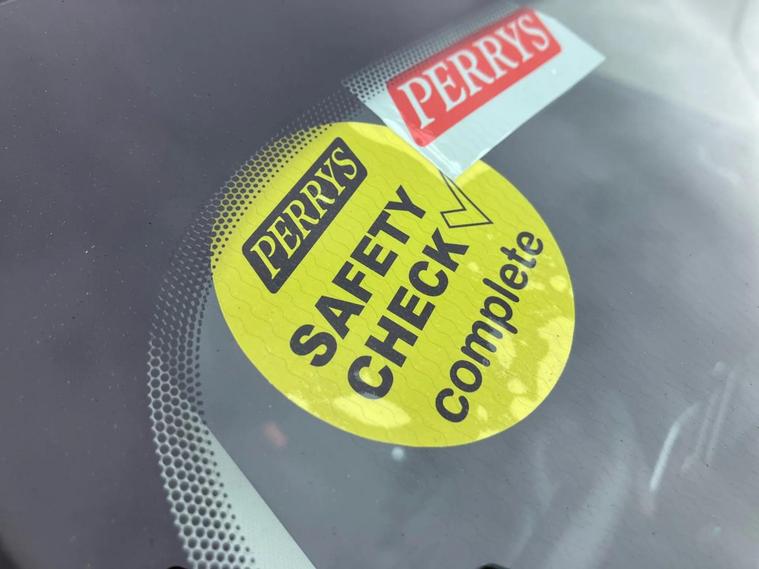 PERRYS
PERRYS
SAFETY
CHECK
complete